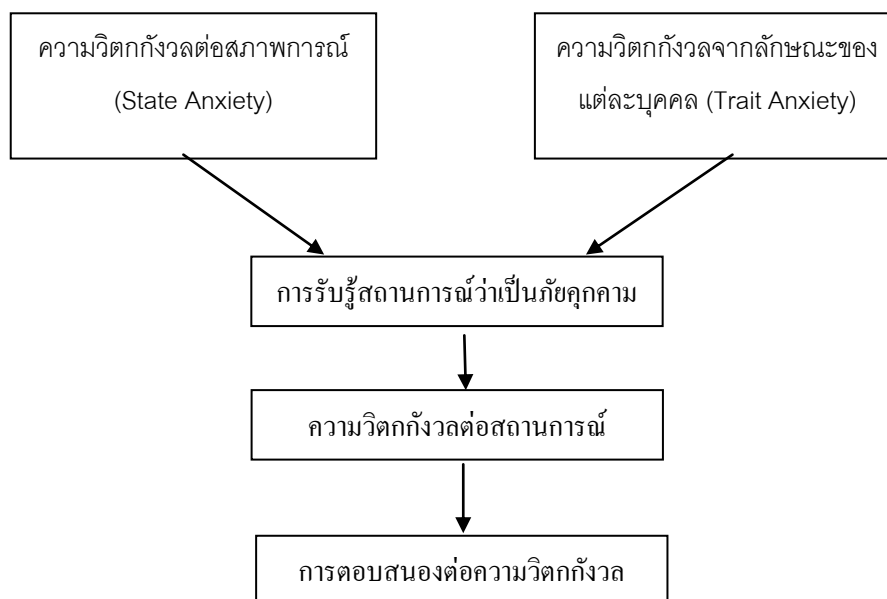 ความวิตกกังวลต่อสภาพการณ์
(State Anxiety)
ความวิตกกังวลจากลักษณะของ
แต่ละบุคคล (Trait Anxiety)
การรับรู้สถานการณ์ว่าเป็นภัยคุกคาม
ความวิตกกังวลต่อสถานการณ์
การตอบสนองต่อความวิตกกังวล